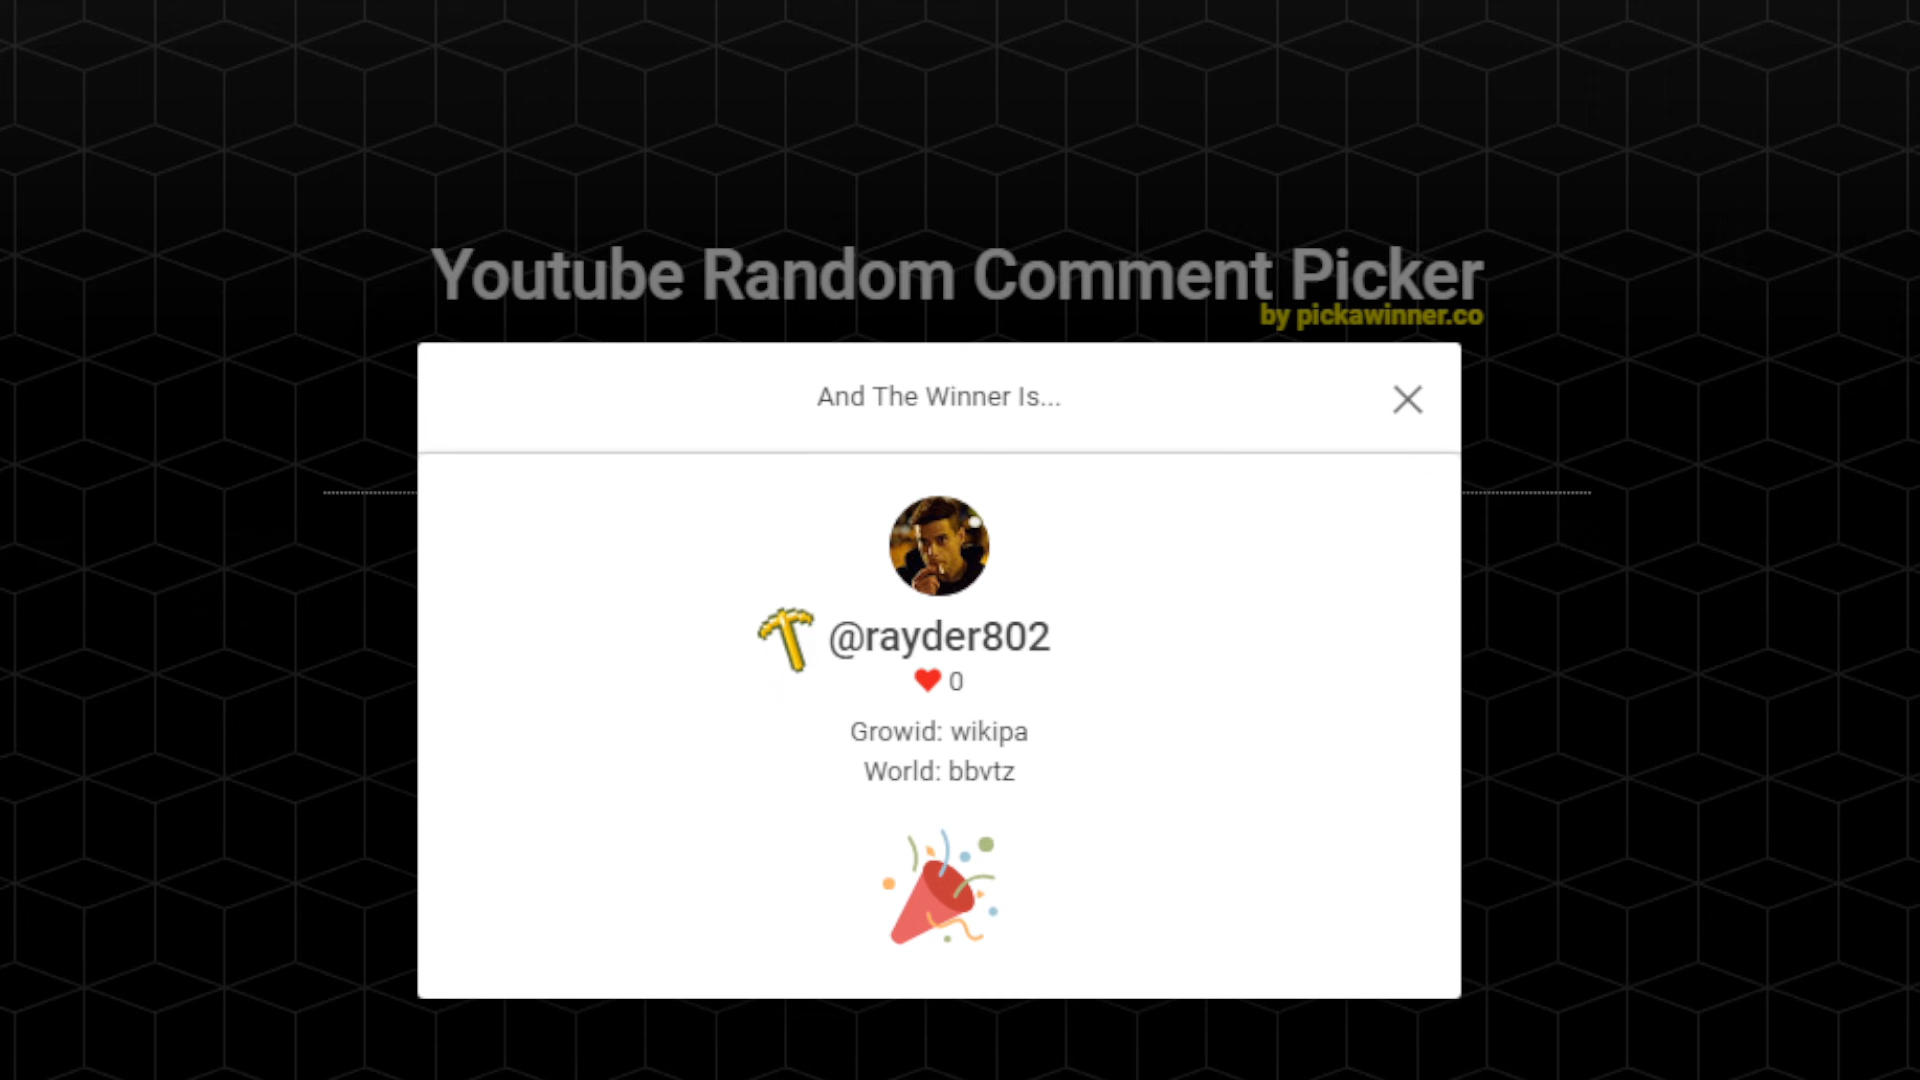 Youtube Random Comment Picker
by pickawinner.co
And The Winner Is...
@rayder802
0
Growid: wikipa
World: bbvtz